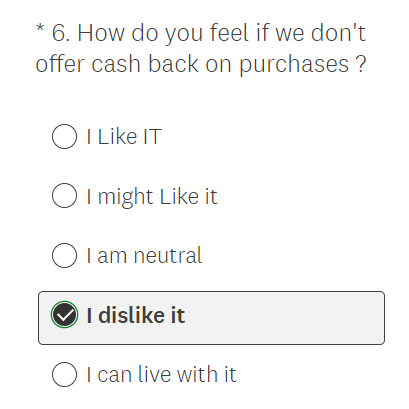 * 6. How do you feel if we don't
offer cash back on purchases ?
I Like IT
I might Like it
I am neutral
I dislike it
I can live with it